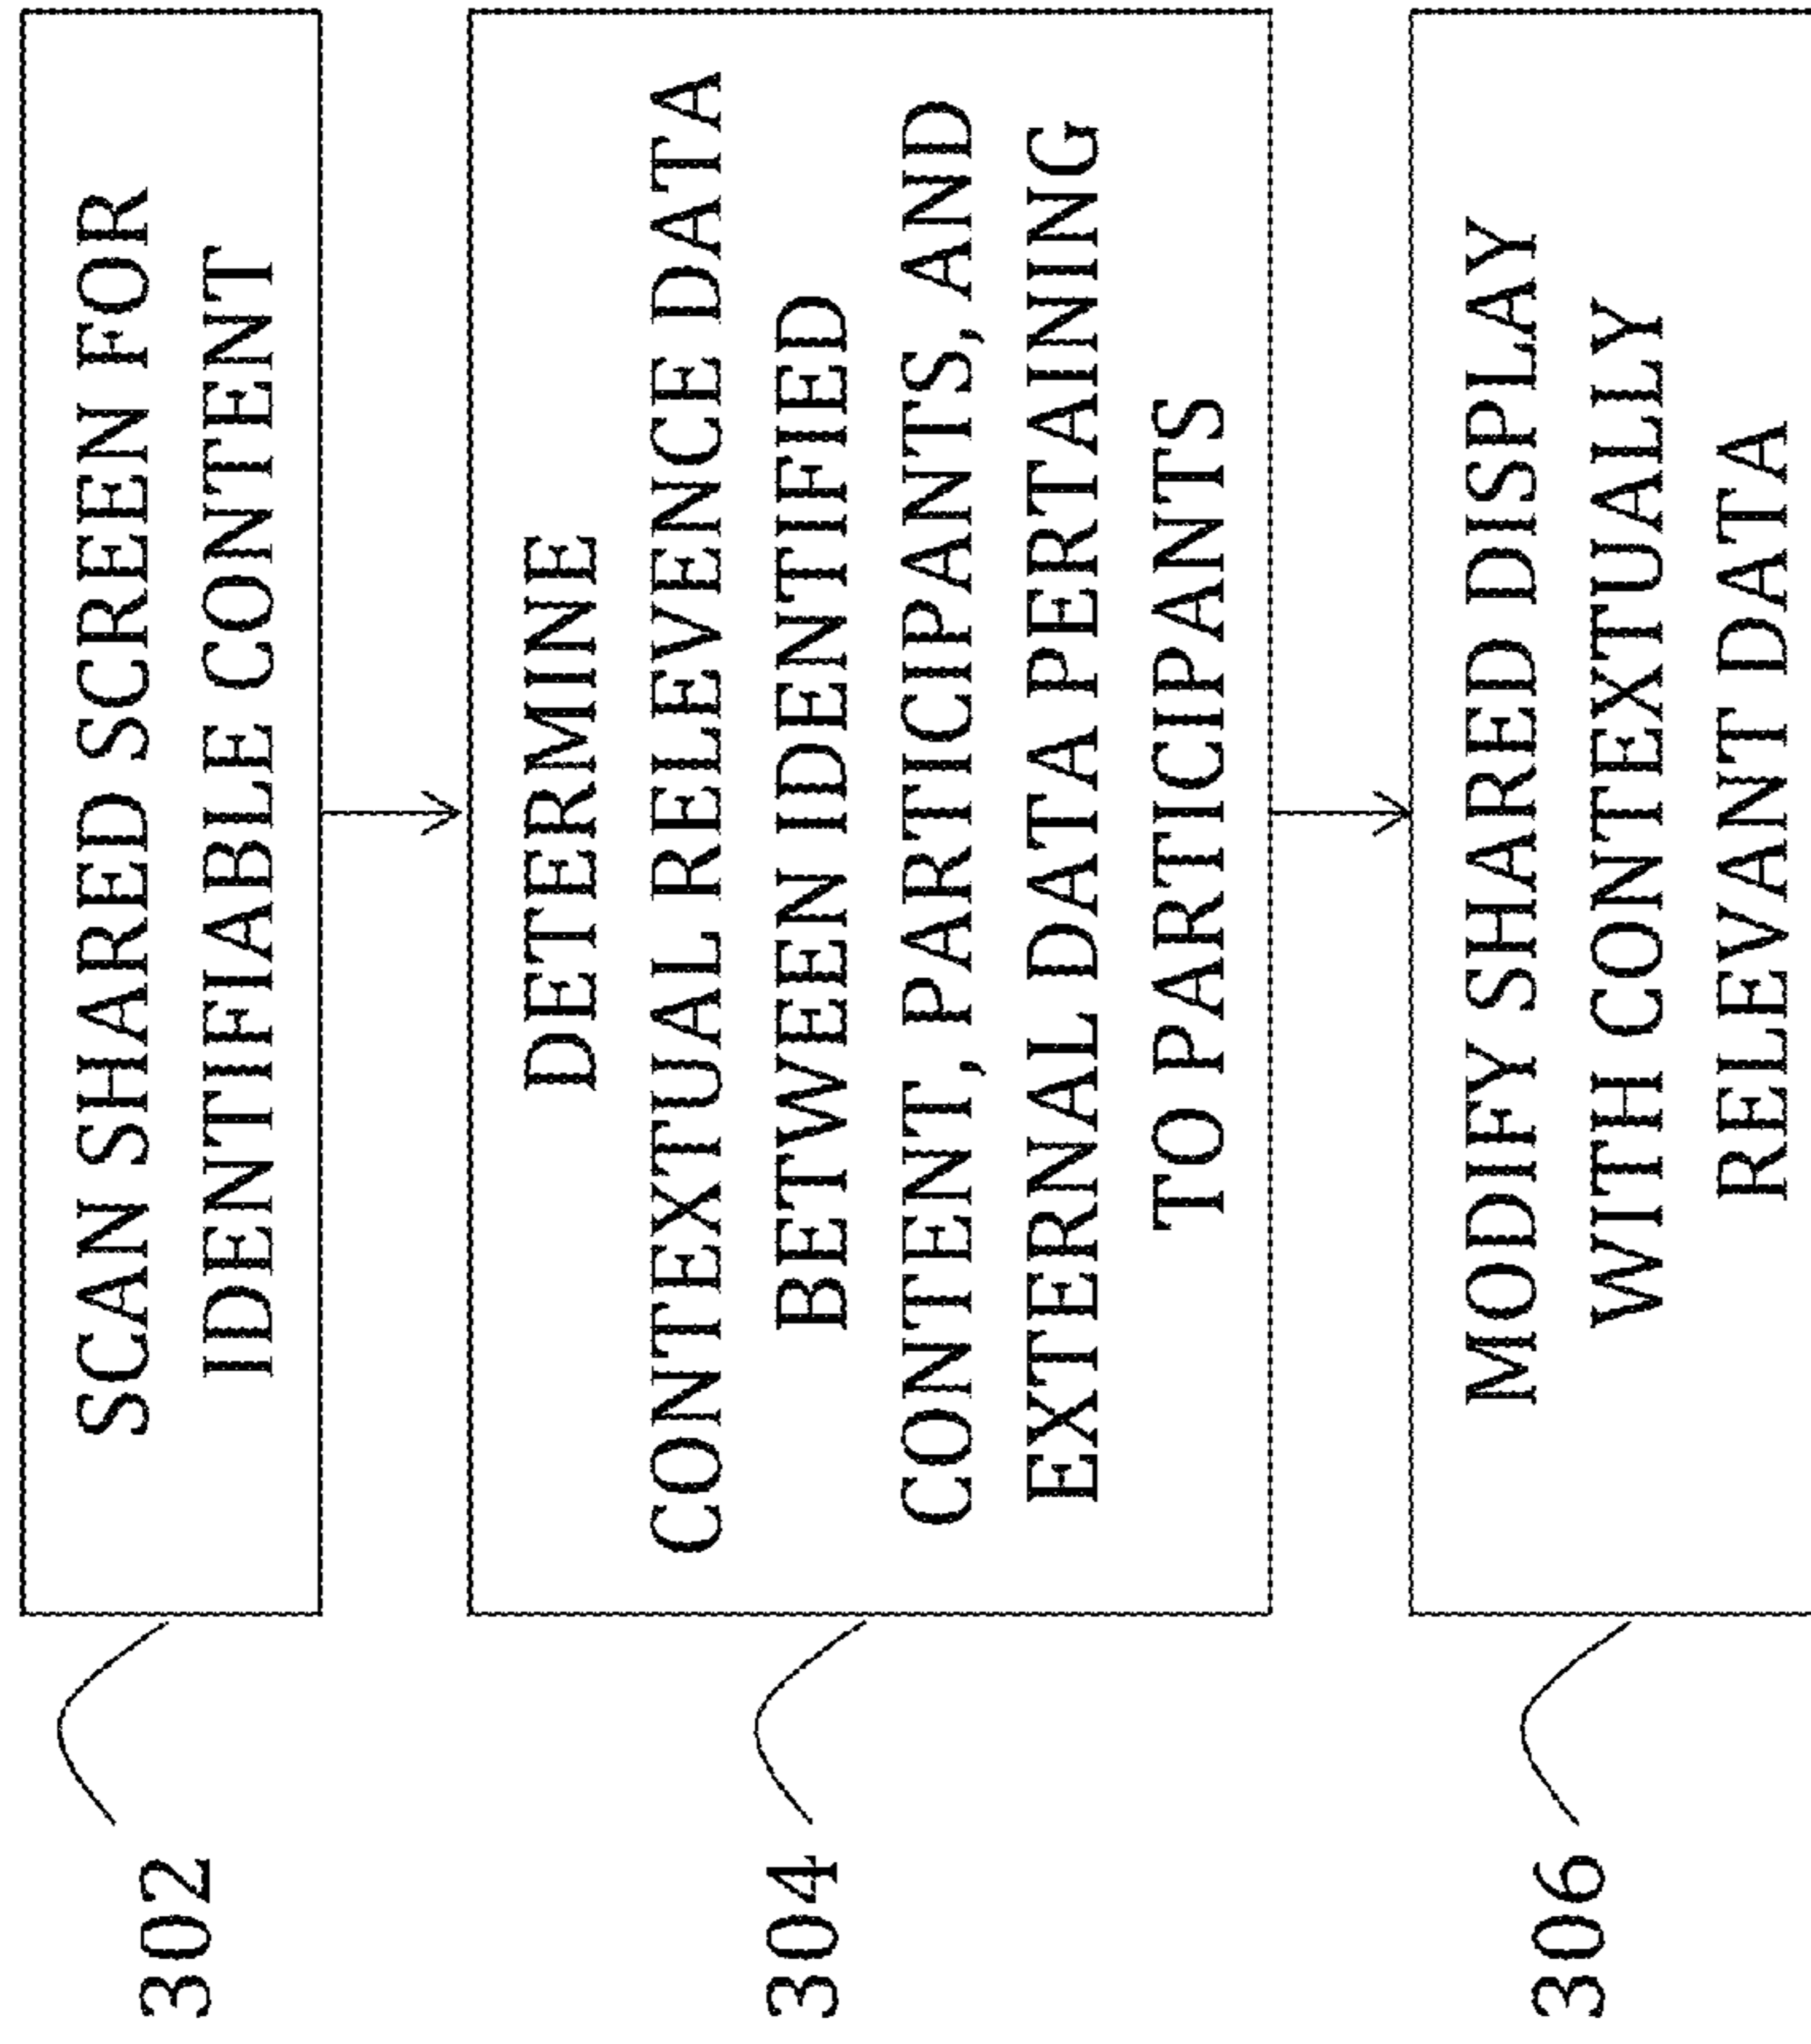 302
SCAN SHARED SCREEN FOR
IDENTIFIABLE CONTENT
304
DETERMINE
CONTEXTUAL RELEVENCE DATA
BETWEEN IDENTIFIED
CONTENT, PARTICIPANTS, AND
EXTERNAL DATA PERTAINING
TO PARTICIPANTS
306
MODIFY SHARED DISPLAY
WITH CONTEXTUALLY
RELEVANT DATA